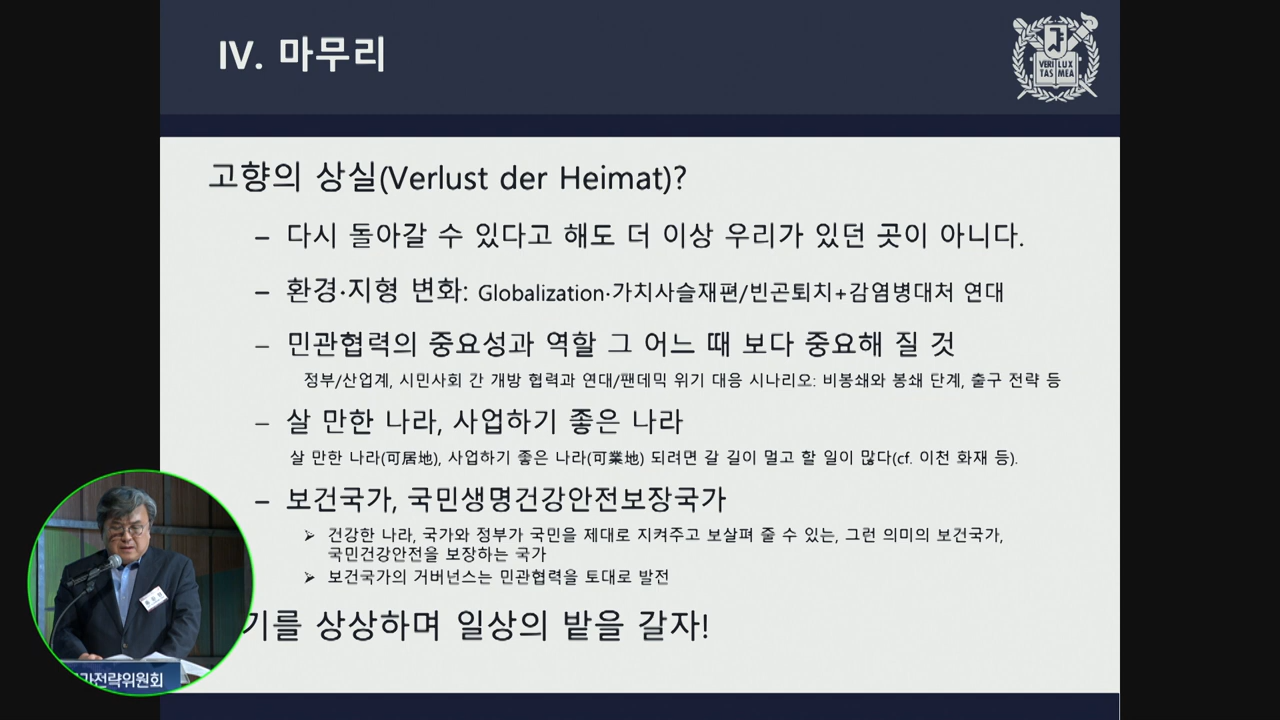 IV. 마무리
VERI LUX
TAS MEA
고향의 상실(Verlust der Heimat)?
– 다시 돌아갈 수 있다고 해도 더 이상 우리가 있던 곳이 아니다.
– 환경·지형 변화: Globalization·가치사슬재편/빈곤퇴치+감염병대처 연대
– 민관협력의 중요성과 역할 그 어느 때 보다 중요해 질 것
정부/산업계, 시민사회 간 개방 협력과 연대/팬데믹 위기 대응 시나리오: 비봉쇄와 봉쇄 단계, 출구 전략 등
– 살 만한 나라, 사업하기 좋은 나라
살 만한 나라(可居地), 사업하기 좋은 나라(可業地) 되려면 갈 길이 멀고 할 일이 많다(cf. 이천 화재 등).
– 보건국가, 국민생명건강안전보장국가
➢ 건강한 나라, 국가와 정부가 국민을 제대로 지켜주고 보살펴 줄 수 있는, 그런 의미의 보건국가,
국민건강안전을 보장하는 국가
➢ 보건국가의 거버넌스는 민관협력을 토대로 발전
기를 상상하며 일상의 밭을 갈자!
전략위원회